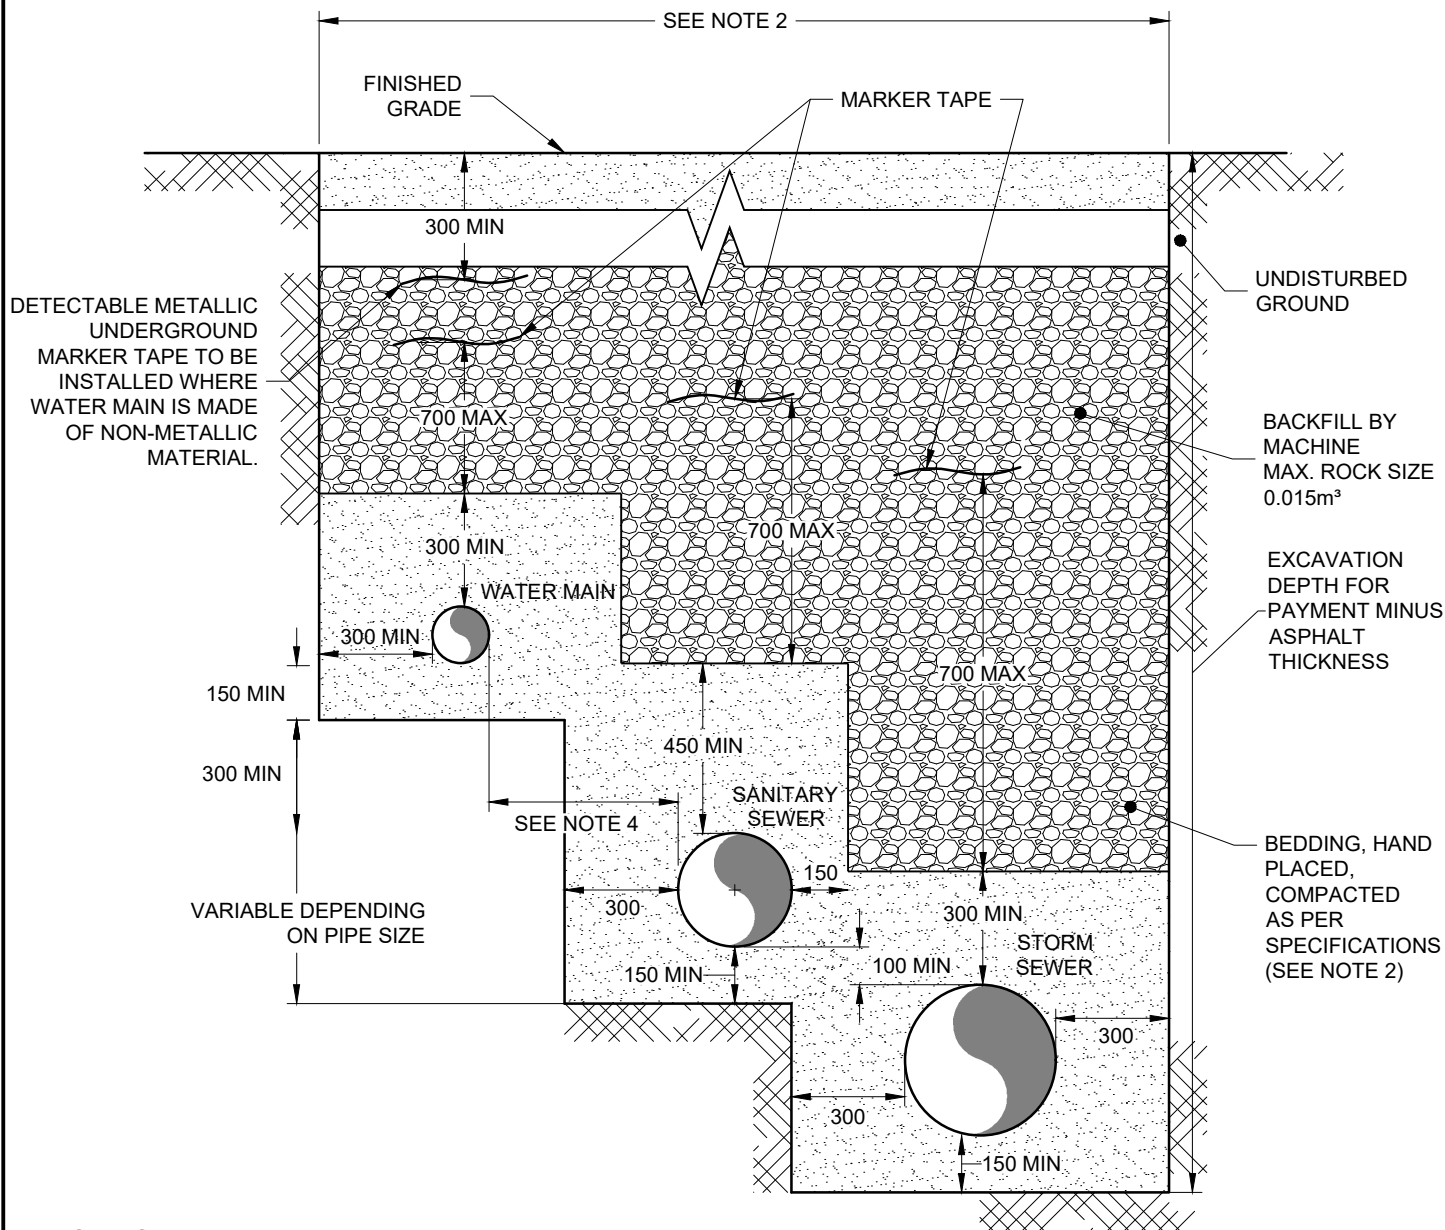 SEE NOTE 2
FINISHED
GRADE
MARKER TAPE
300 MIN
UNDISTURBED
GROUND
DETECTABLE METALLIC
UNDERGROUND
MARKER TAPE TO BE
INSTALLED WHERE
WATER MAIN IS MADE
OF NON-METALLIC
MATERIAL.
700 MAX
BACKFILL BY
MACHINE
MAX. ROCK SIZE
0.015m³
700 MAX
300 MIN
WATER MAIN
EXCAVATION
DEPTH FOR
PAYMENT MINUS
ASPHALT
THICKNESS
300 MIN
700 MAX
150 MIN
450 MIN
300 MIN
SANITARY
SEWER
SEE NOTE 4
BEDDING, HAND
PLACED,
COMPACTED
AS PER
SPECIFICATIONS
(SEE NOTE 2)
150
300
VARIABLE DEPENDING
ON PIPE SIZE
300 MIN
STORM
SEWER
150 MIN
100 MIN
300
300
150 MIN